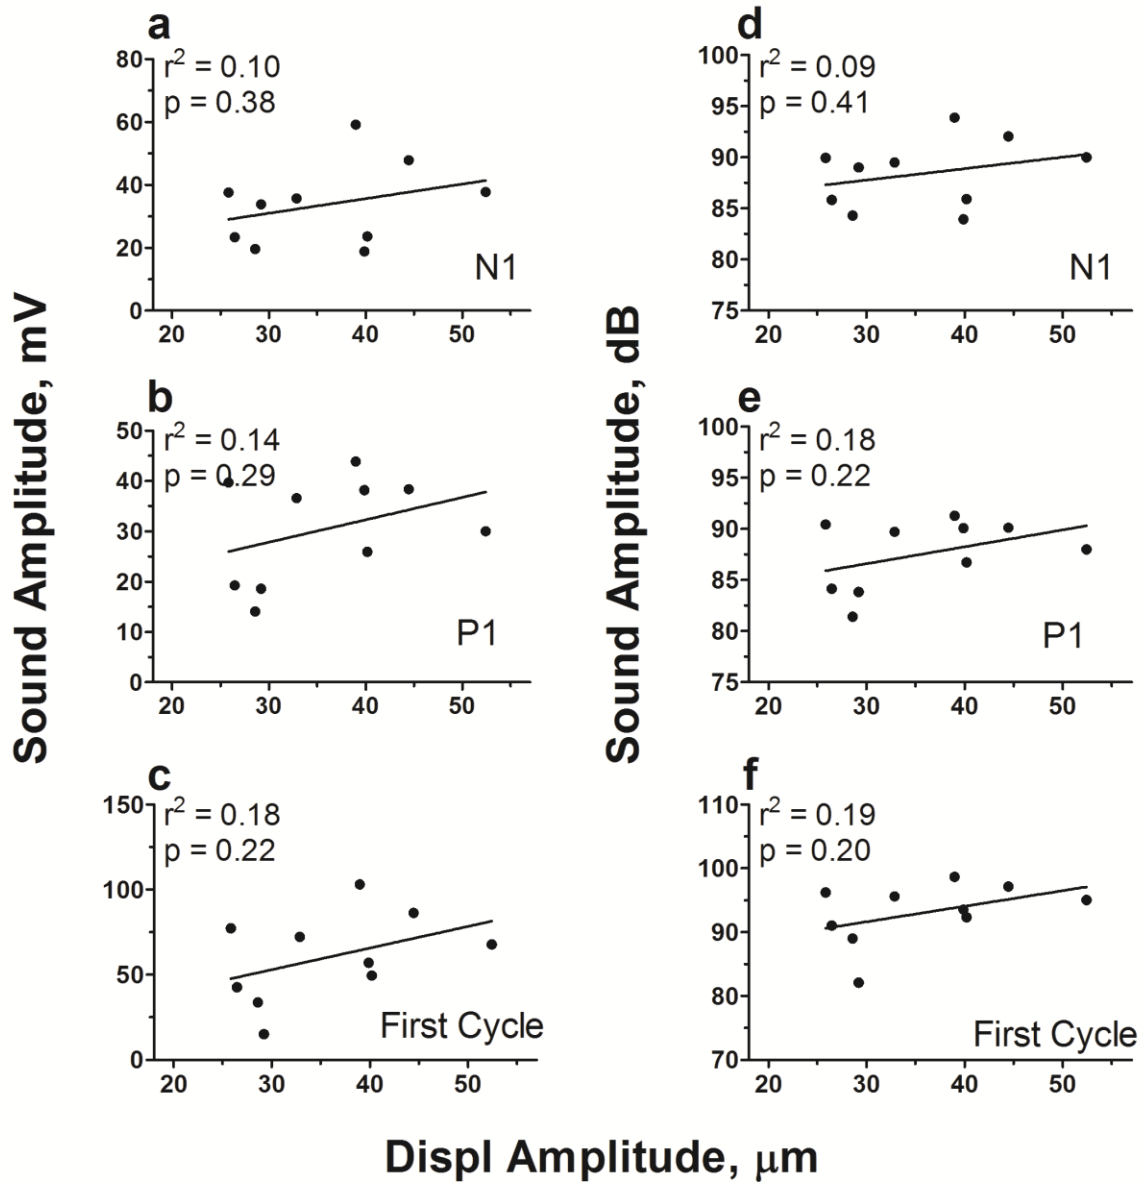 a
r² = 0.10
p = 0.38
80
60
40
20
0
20 30 40 50
N1
b
r² = 0.14
p = 0.29
50
40
30
20
10
0
20 30 40 50
P1
c
r² = 0.18
p = 0.22
150
100
50
0
20 30 40 50
First Cycle
Sound Amplitude, mV
d
r² = 0.09
p = 0.41
100
95
90
85
80
75
20 30 40 50
N1
e
r² = 0.18
p = 0.22
100
95
90
85
80
75
20 30 40 50
P1
f
r² = 0.19
p = 0.20
110
100
90
80
70
20 30 40 50
First Cycle
Sound Amplitude, dB
Displ Amplitude, μm